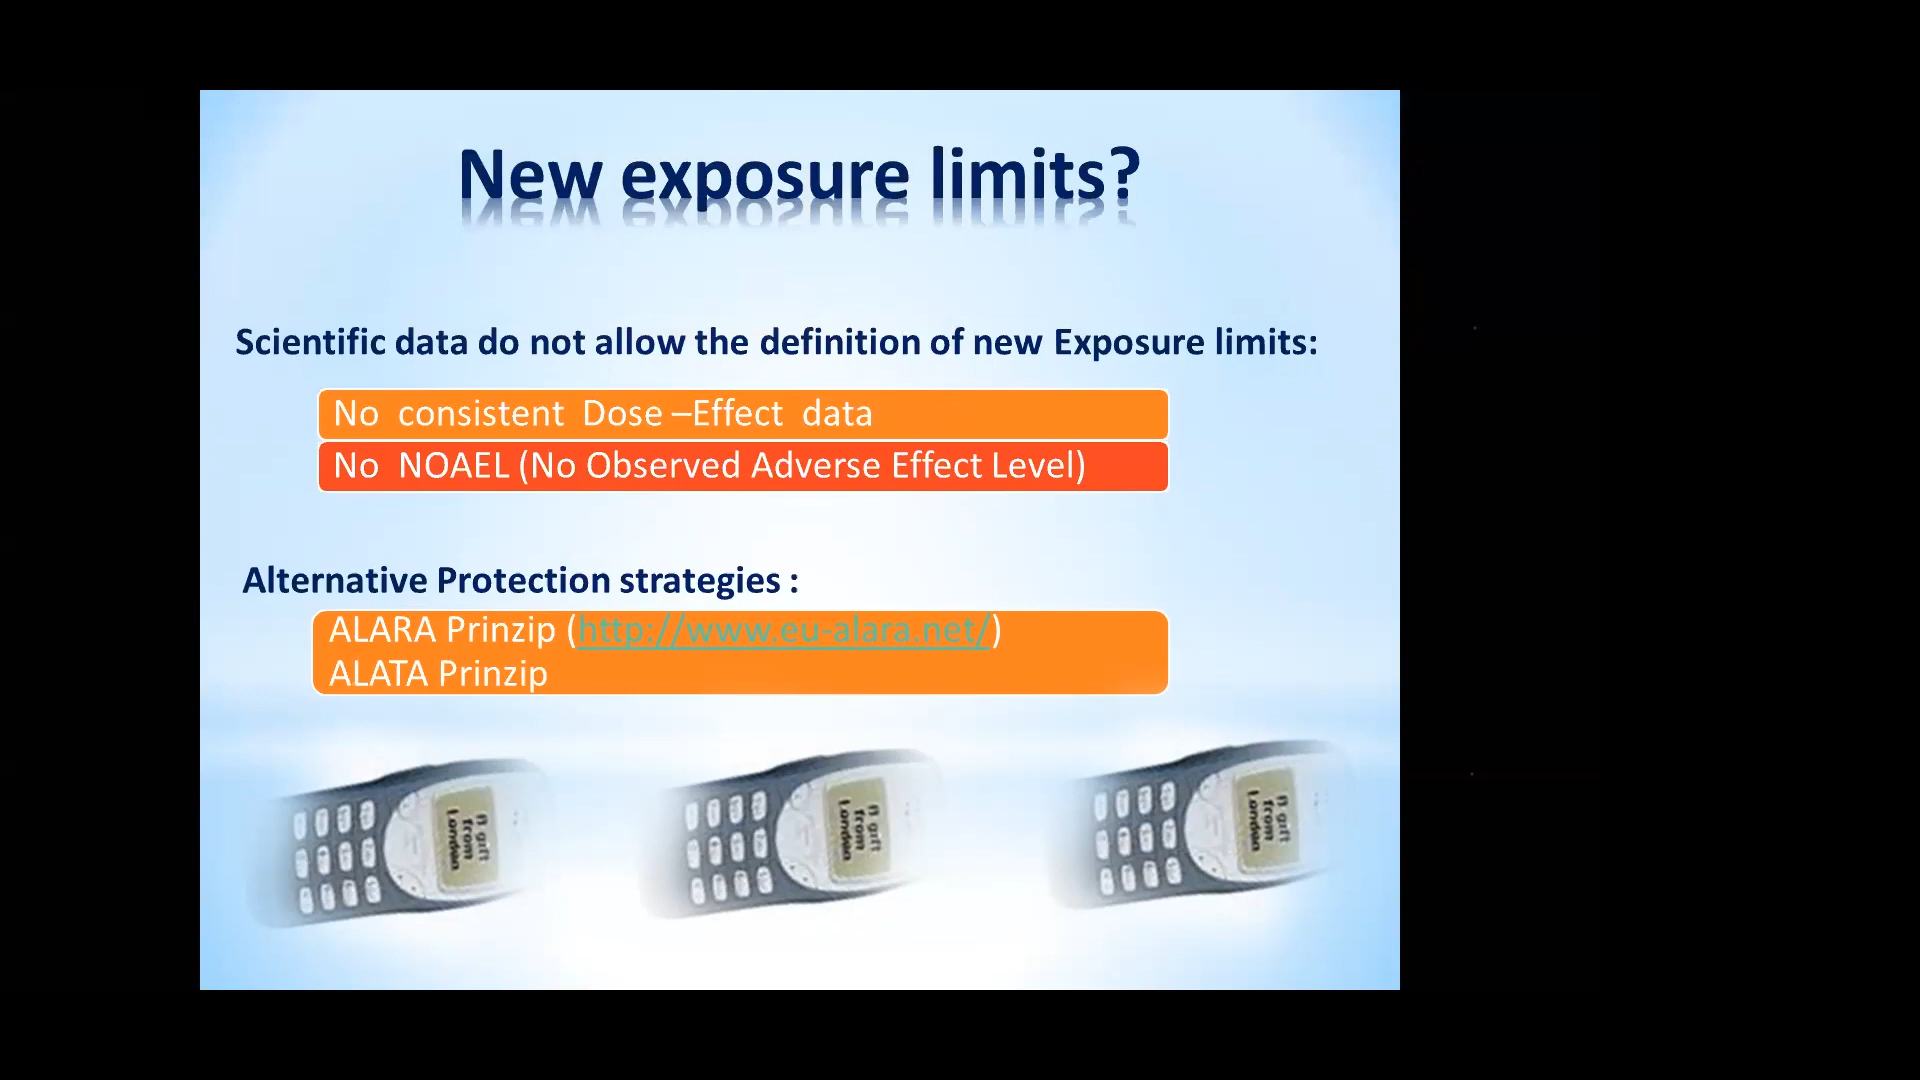 New exposure limits?
Scientific data do not allow the definition of new Exposure limits:
No consistent Dose –Effect data
No NOAEL (No Observed Adverse Effect Level)
Alternative Protection strategies :
ALARA Prinzip (http://www.eu-alara.net/)
ALATA Prinzip
A gift
from
London
A gift
from
London
A gift
from
London